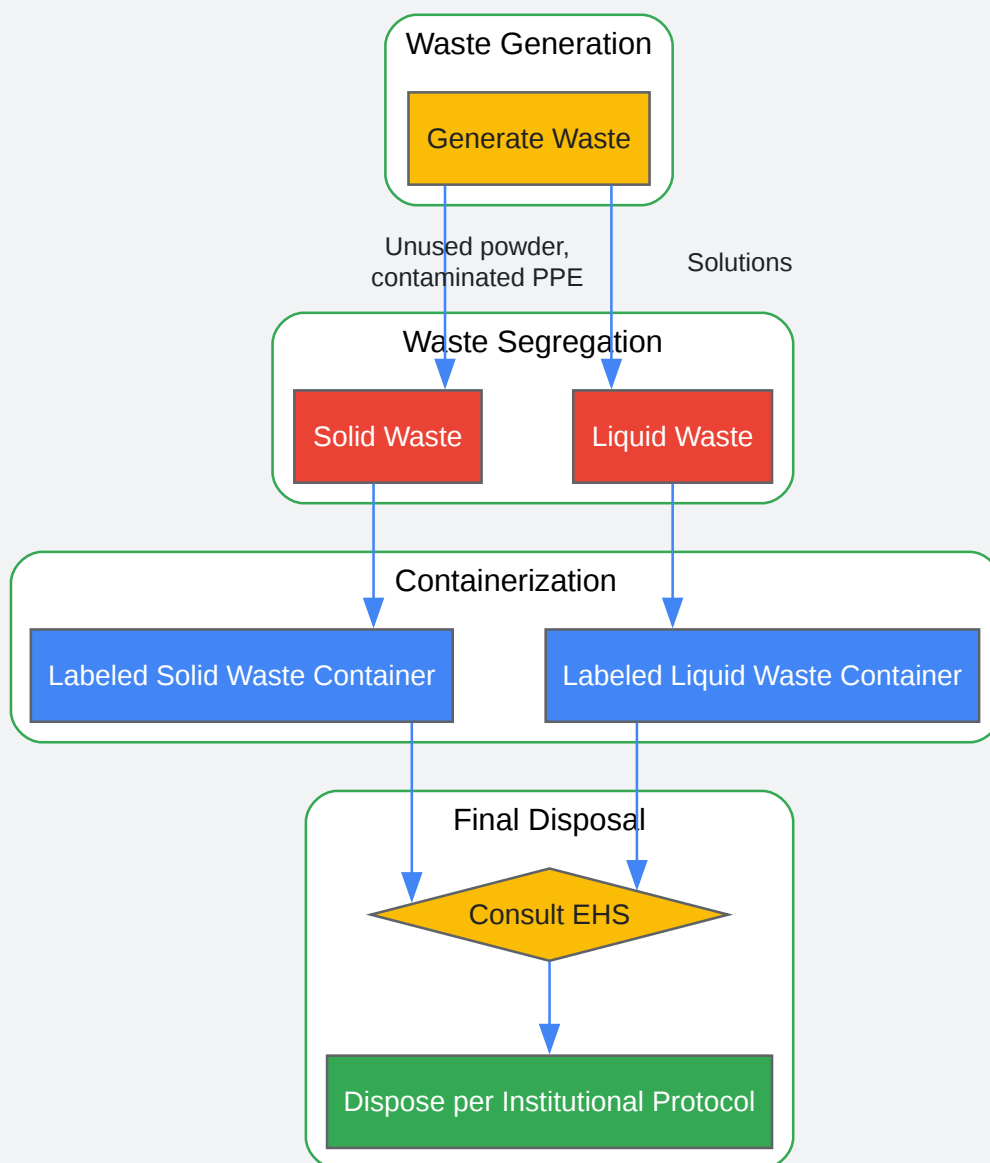 Waste Generation
Generate Waste
Unused powder,
contaminated PPE
Solutions
Waste Segregation
Solid Waste
Liquid Waste
Containerization
Labeled Solid Waste Container
Labeled Liquid Waste Container
Final Disposal
Consult EHS
Dispose per Institutional Protocol